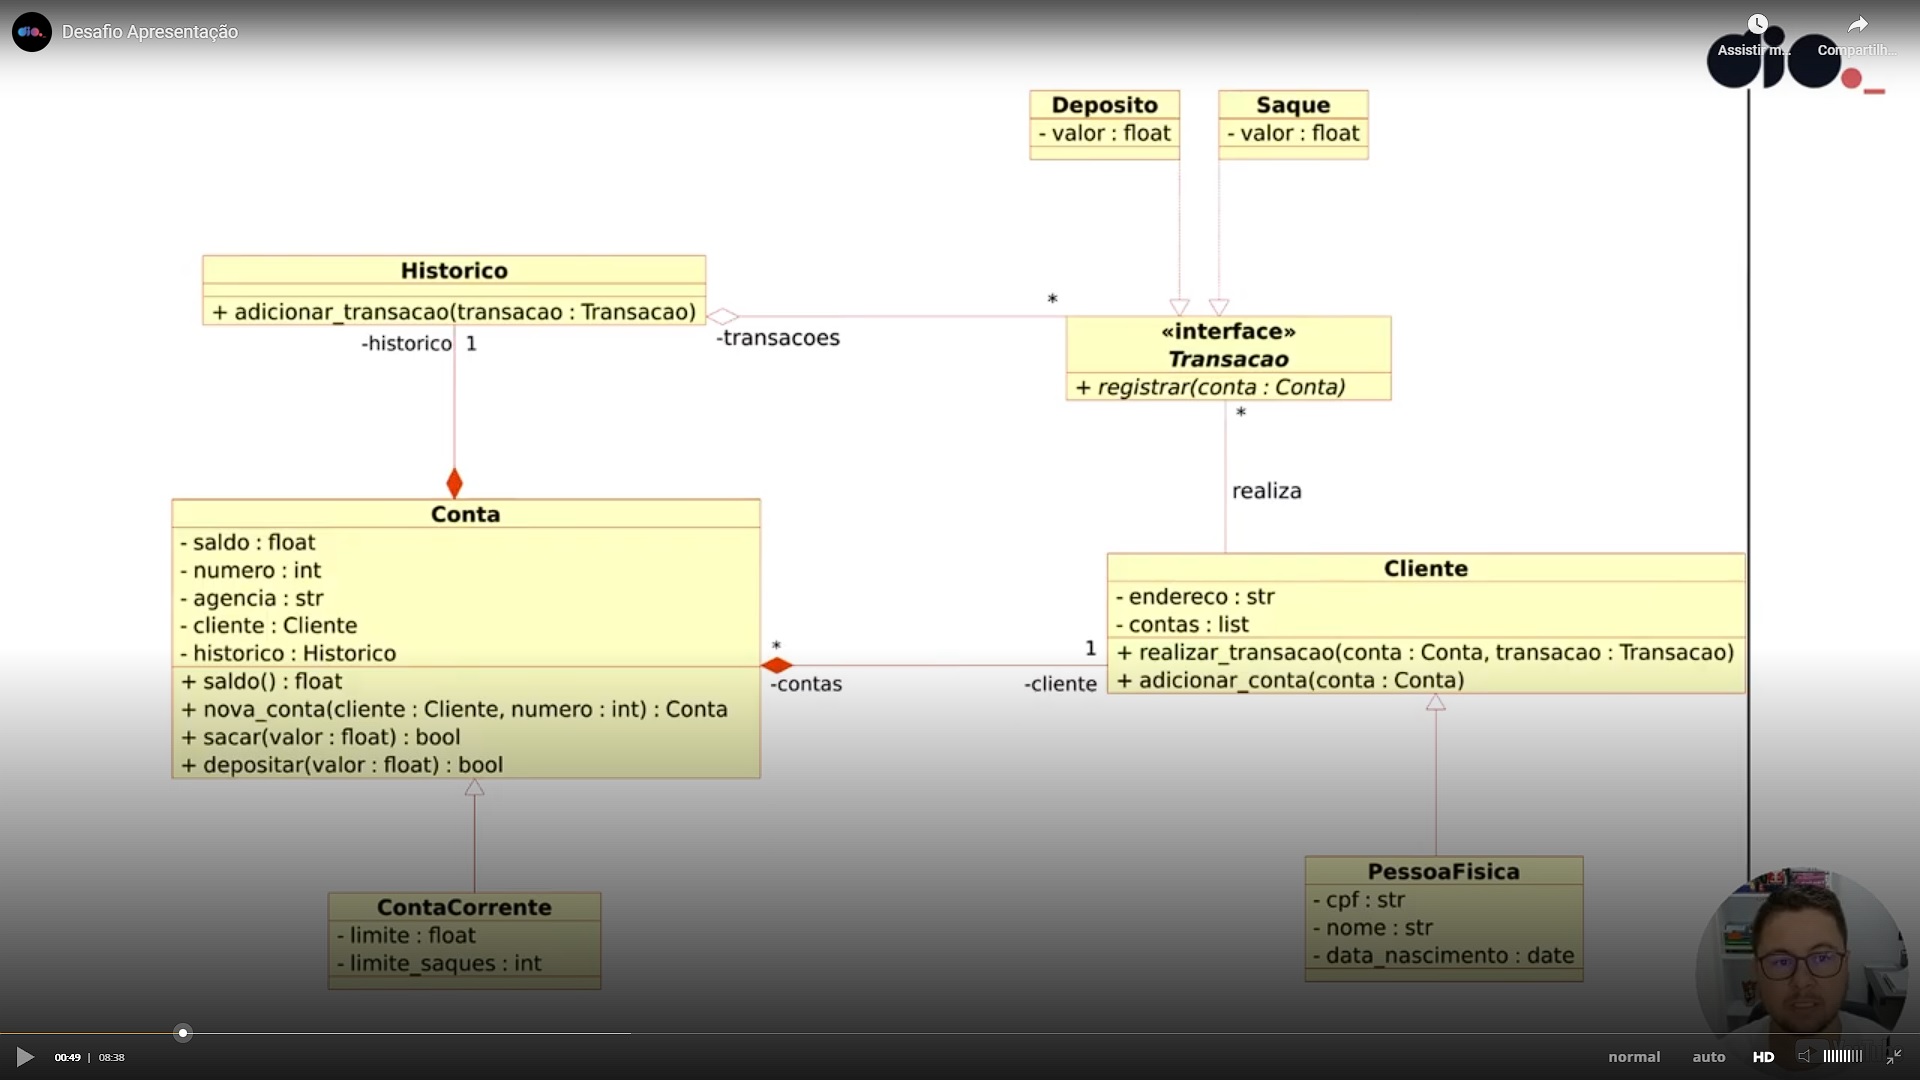 Desafio Apresentação
Assistir m...
Compartilh...
dio._
Deposito
- valor : float
Saque
- valor : float
Historico
+ adicionar_transacao(transacao : Transacao)
-historico 1
*
-transacoes
«interface»
Transacao
+ registrar(conta : Conta)
*
realiza
Conta
- saldo : float
- numero : int
- agencia : str
- cliente : Cliente
- historico : Historico
+ saldo() : float
+ nova_conta(cliente : Cliente, numero : int) : Conta
+ sacar(valor : float) : bool
+ depositar(valor : float) : bool
*
-contas
1
-cliente
Cliente
- endereco : str
- contas : list
+ realizar_transacao(conta : Conta, transacao : Transacao)
+ adicionar_conta(conta : Conta)
ContaCorrente
- limite : float
- limite_saques : int
PessoaFisica
- cpf : str
- nome : str
- data_nascimento : date
00:49 | 08:38
normal
auto
HD